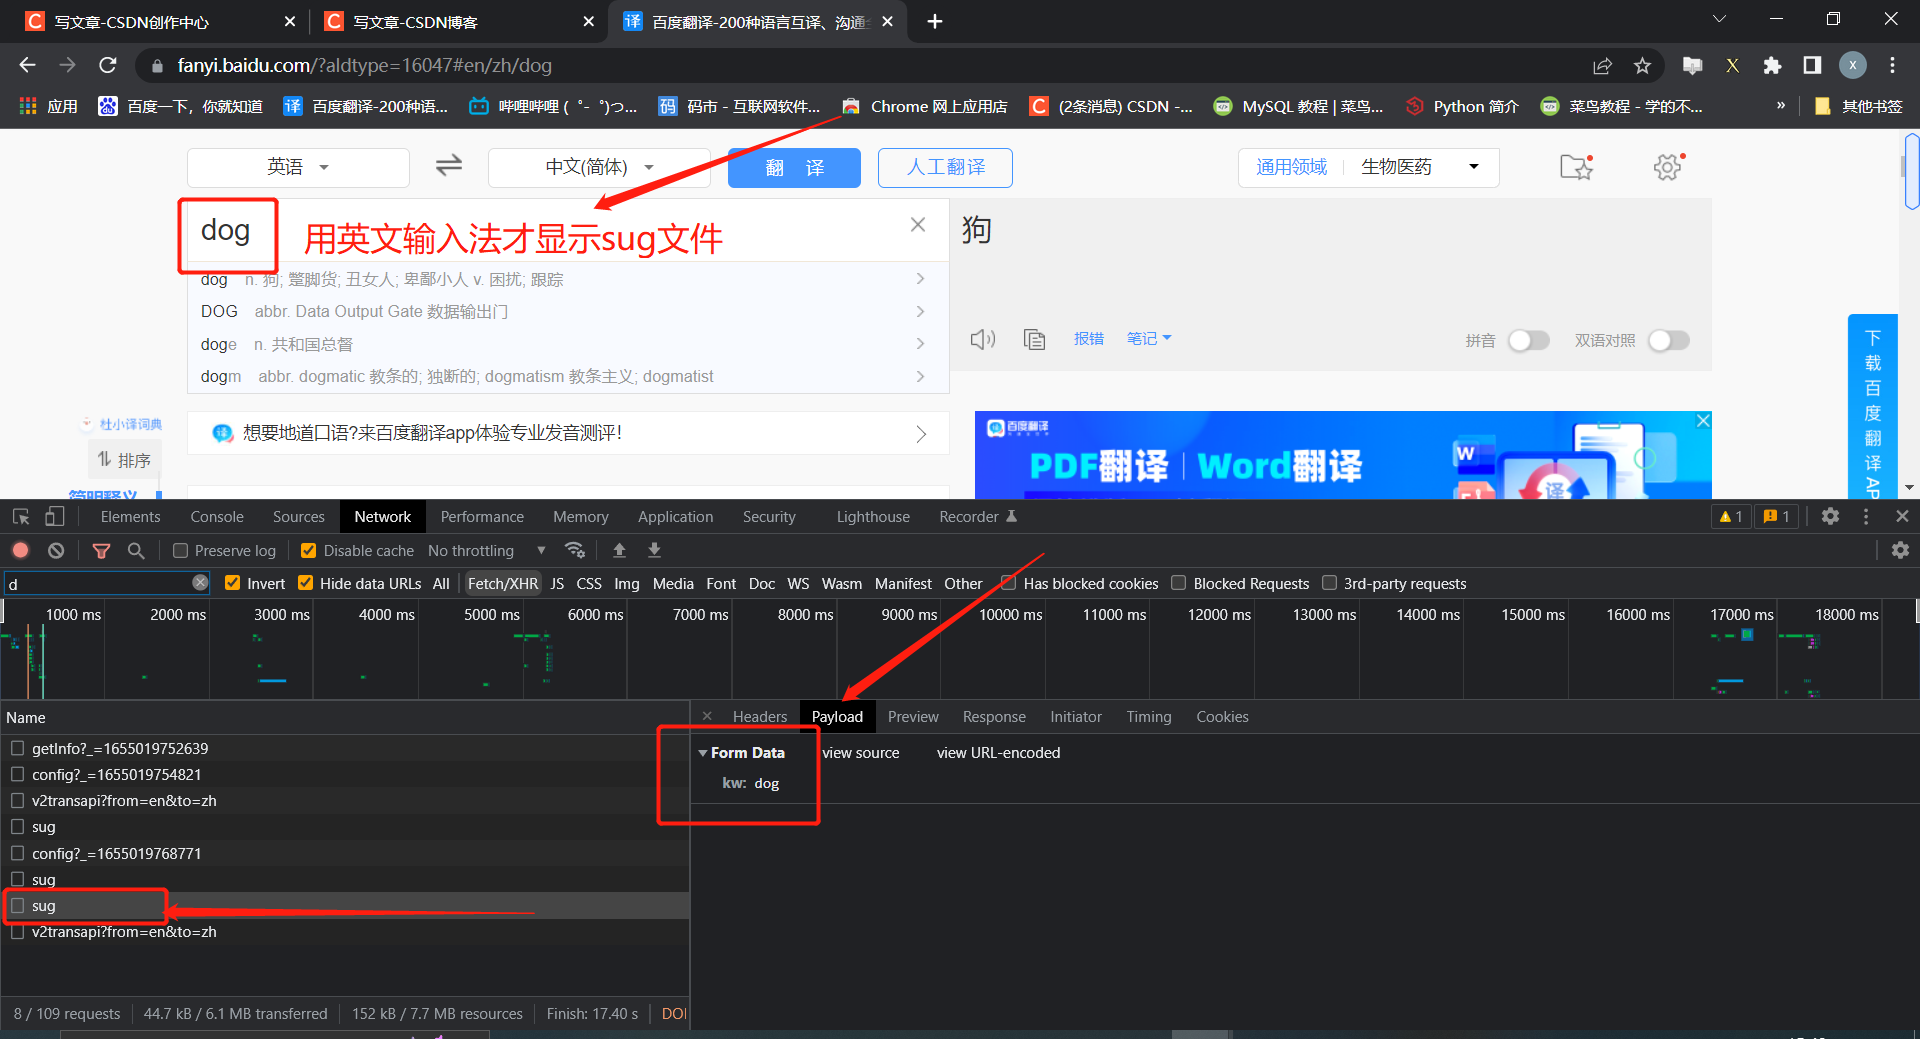 写文章-CSDN创作中心
写文章-CSDN博客
百度翻译-200种语言互译、沟通
fanyi.baidu.com/?aldtype=16047#en/zh/dog
X
x
应用
百度一下，你就知道
百度翻译-200种语...
哔哩哔哩 (゜-゜)つ...
码市 - 互联网软件...
Chrome 网上应用店
(2条消息) CSDN -...
MySQL 教程 | 菜鸟...
Python 简介
菜鸟教程 - 学的不...
»
其他书签
英语
中文(简体)
翻 译
人工翻译
通用领域
生物医药
dog
用英文输入法才显示sug文件
狗
dog n. 狗; 蹩脚货; 丑女人; 卑鄙小人 v. 困扰; 跟踪
DOG abbr. Data Output Gate 数据输出门
doge n. 共和国总督
dogm abbr. dogmatic 教条的; 独断的; dogmatism 教条主义; dogmatist
报错
笔记
拼音
双语对照
下载百度翻译AP
杜小译词典
排序
简明释义
想要地道口语?来百度翻译app体验专业发音测评!
百度翻译
PDF翻译 | Word翻译
W
译
Elements
Console
Sources
Network
Performance
Memory
Application
Security
Lighthouse
Recorder
1
1
Preserve log
Disable cache
No throttling
d
Invert
Hide data URLs
All
Fetch/XHR
JS
CSS
Img
Media
Font
Doc
WS
Wasm
Manifest
Other
Has blocked cookies
Blocked Requests
3rd-party requests
1000 ms
2000 ms
3000 ms
4000 ms
5000 ms
6000 ms
7000 ms
8000 ms
9000 ms
10000 ms
11000 ms
12000 ms
13000 ms
14000 ms
15000 ms
16000 ms
17000 ms
18000 ms
Name
Headers
Payload
Preview
Response
Initiator
Timing
Cookies
getInfo?_=1655019752639
config?_=1655019754821
v2transapi?from=en&to=zh
sug
config?_=1655019768771
sug
sug
v2transapi?from=en&to=zh
Form Data
view source
view URL-encoded
kw: dog
8 / 109 requests
44.7 kB / 6.1 MB transferred
152 kB / 7.7 MB resources
Finish: 17.40 s
DOI